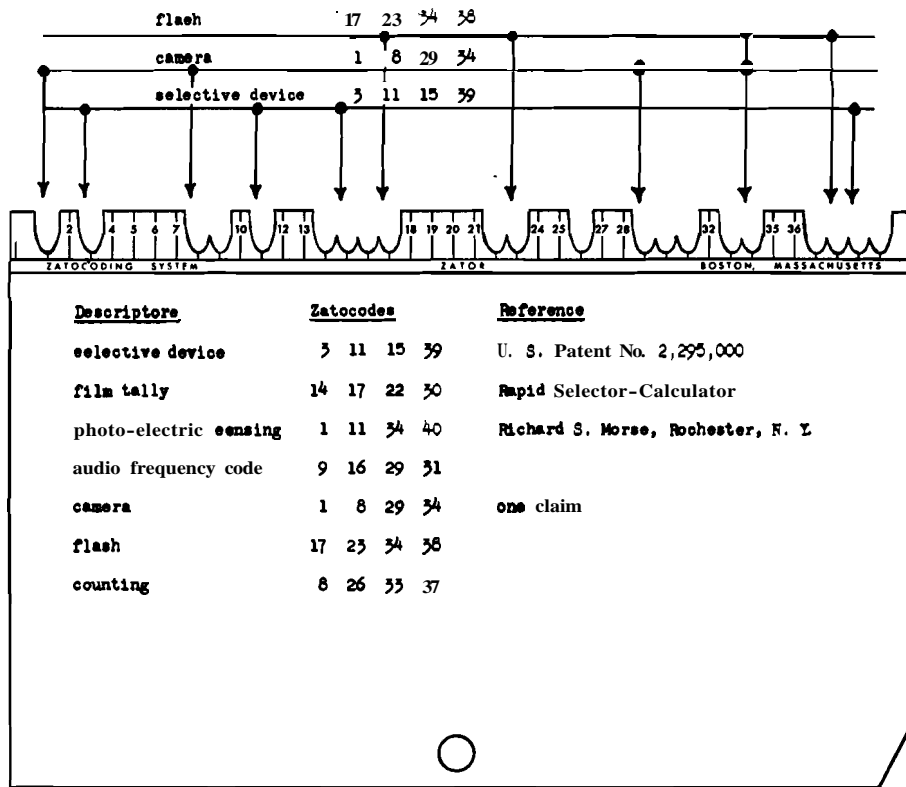 flash 17 23 34 38
camera 1 8 29 34
selective device 3 11 15 39
2 4 5 6 7 10 12 13 18 19 20 21 24 25 27 28 32 35 36
ZATOCODING SYSTEM ZATOR BOSTON, MASSACHUSETTS
Descriptors Zatocodes Reference
selective device 3 11 15 39 U. S. Patent No. 2,295,000
film tally 14 17 22 30 Rapid Selector-Calculator
photo-electric sensing 1 11 34 40 Richard S. Morse, Rochester, N. Y.
audio frequency code 9 16 29 31
camera 1 8 29 34 one claim
flash 17 23 34 38
counting 8 26 33 37